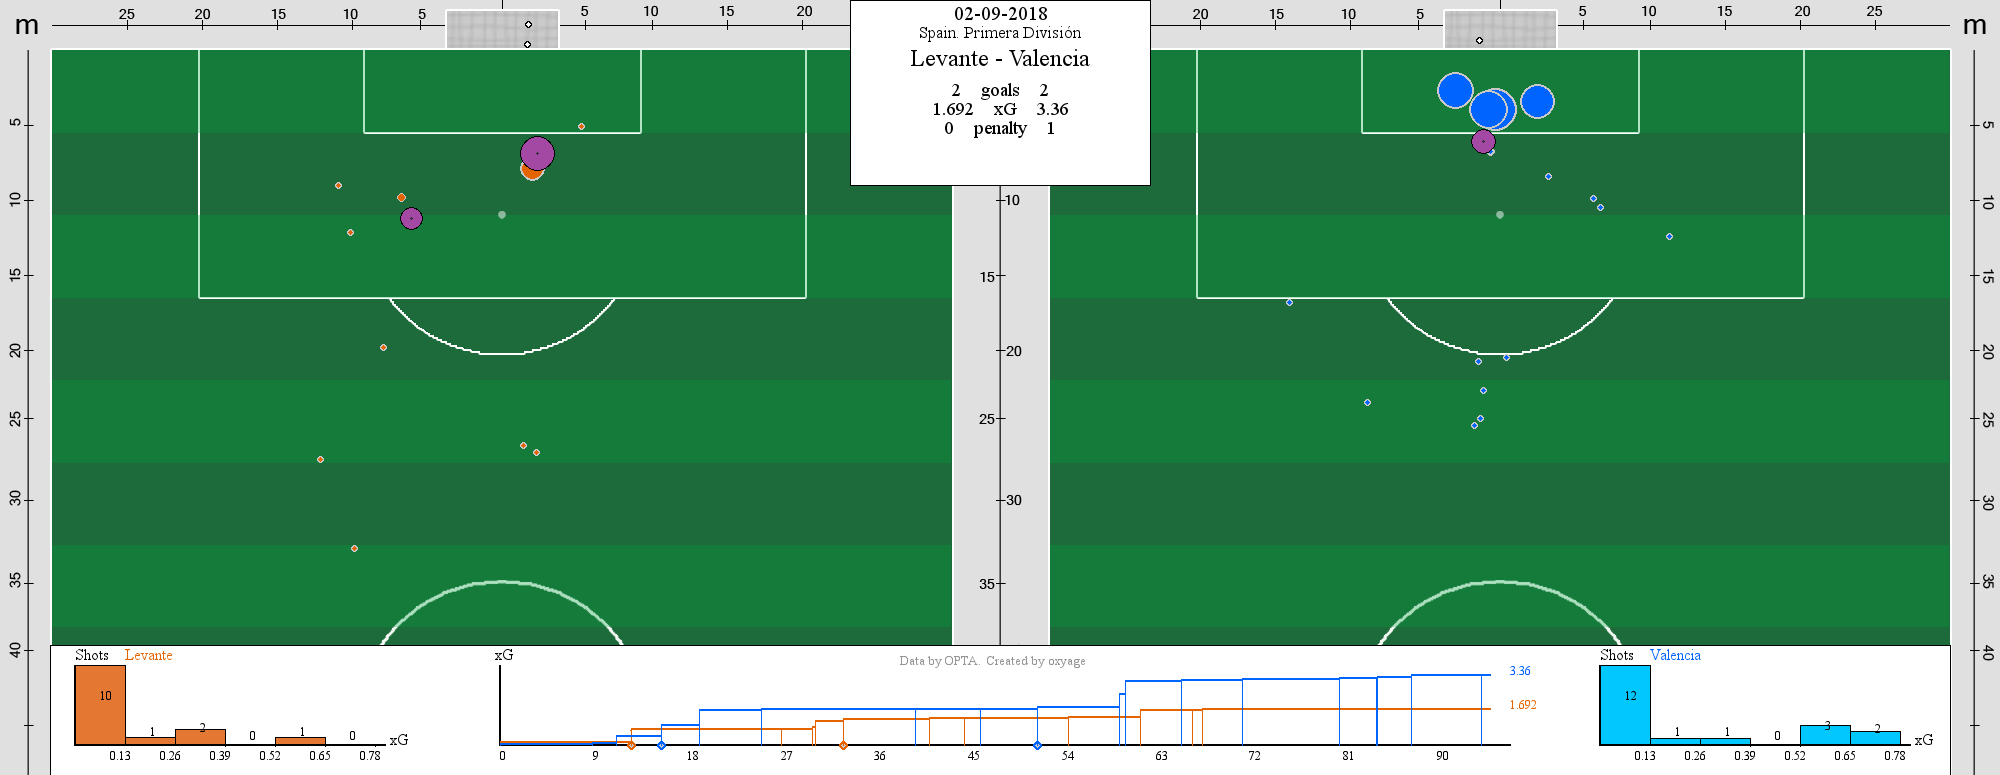 m 25 20 15 10 5 5 10 15 20
20 15 10 5 5 10 15 20 25 m
02-09-2018
Spain. Primera División
Levante - Valencia
2 goals 2
1.692 xG 3.36
0 penalty 1
5 5
10 10 10
15 15 15
20 20 20
25 25 25
30 30 30
35 35 35
40 40
Shots Levante
10 1 2 0 1 0
xG
0.13 0.26 0.39 0.52 0.65 0.78
xG
Data by OPTA. Created by oxyage
3.36
1.692
0 9 18 27 36 45 54 63 72 81 90
Shots Valencia
12 1 1 0 3 2
xG
0.13 0.26 0.39 0.52 0.65 0.78